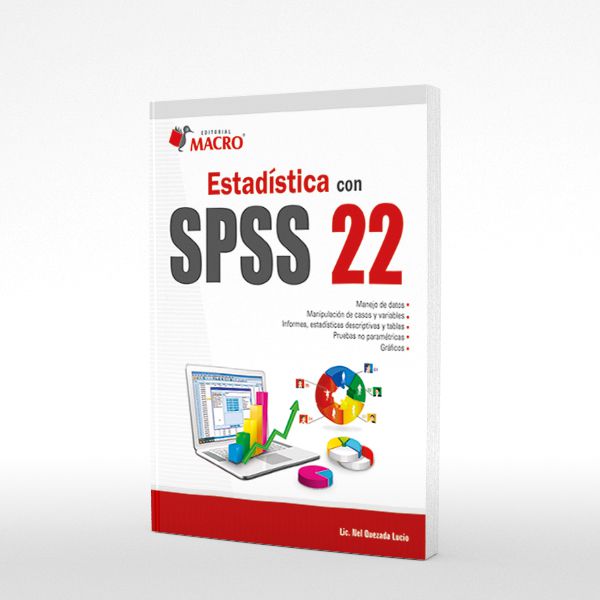 EDITORIAL
MACRO®
Estadística con
SPSS 22
Manejo de datos •
Manipulación de casos y variables •
Informes, estadísticas descriptivas y tablas •
Pruebas no paramétricas •
Gráficos •
Lic. Nel Quezada Lucio